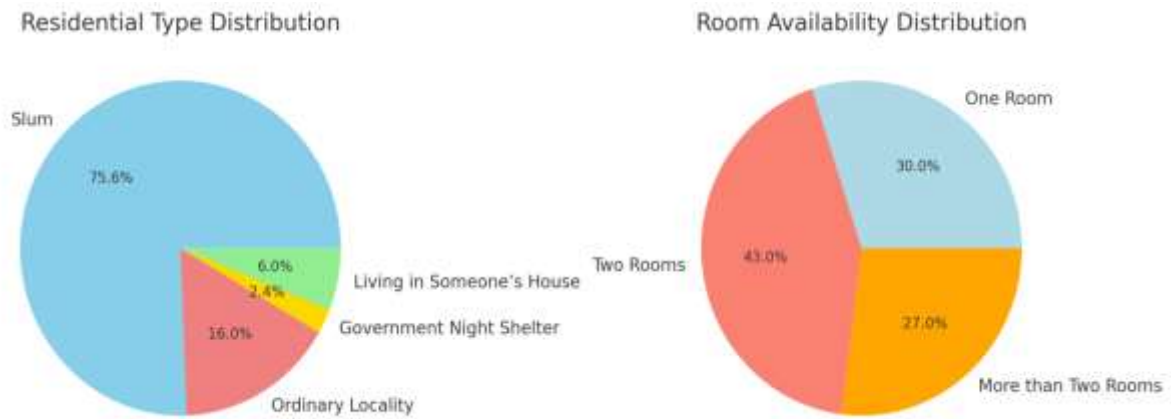 Residential Type Distribution
Slum
75.6%
6.0%
Living in Someone's House
2.4%
Government Night Shelter
16.0%
Ordinary Locality
Room Availability Distribution
One Room
30.0%
Two Rooms
43.0%
27.0%
More than Two Rooms